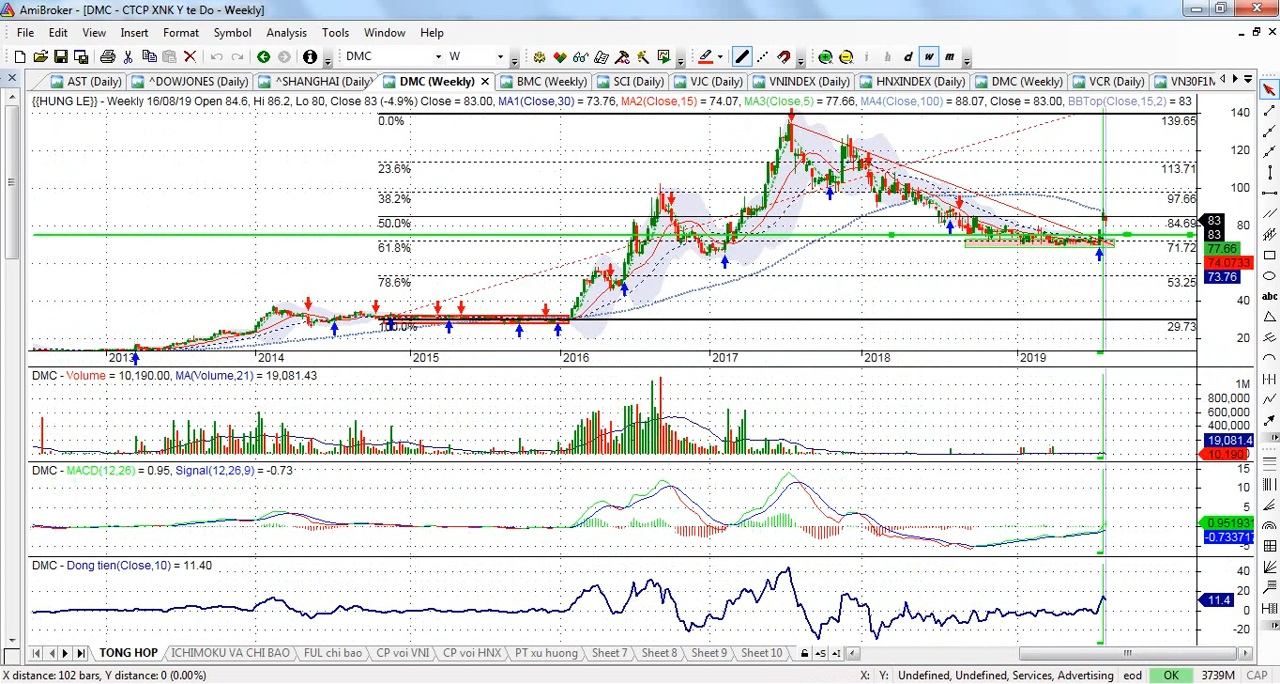 AmiBroker - [DMC - CTCP XNK Y te Do - Weekly]
File Edit View Insert Format Symbol Analysis Tools Window Help
DMC W i h d w m
AST (Daily) ^DOWJONES (Daily) ^SHANGHAI (Daily) DMC (Weekly) BMC (Weekly) SCI (Daily) VJC (Daily) VNINDEX (Daily) HNXINDEX (Daily) DMC (Weekly) VCR (Daily) VN30F1M
{{HUNG LE}} - Weekly 16/08/19 Open 84.6, Hi 86.2, Lo 80, Close 83 (-4.9%) Close = 83.00, MA1(Close,30) = 73.76, MA2(Close,15) = 74.07, MA3(Close,5) = 77.66, MA4(Close,100) = 88.07, Close = 83.00, BBTop(Close,15,2) = 83
0.0% 139.65 140
120
23.6% 113.71
100
38.2% 97.66
50.0% 84.69 83
80
83
61.8% 71.72 77.66
74.0733
73.76
78.6% 53.25
40
100.0% 29.73
20
2013 2014 2015 2016 2017 2018 2019
DMC - Volume = 10,190.00, MA(Volume,21) = 19,081.43
1M
800,000
600,000
400,000
19,081.4
10,190.0
DMC - MACD(12,26) = 0.95, Signal(12,26,9) = -0.73
15
10
5
0.951931
-0.733717
-5
DMC - Dong tien(Close,10) = 11.40
40
20
11.4
0
-20
TONG HOP ICHIMOKU VA CHI BAO FUL chi bao CP voi VNI CP voi HNX PT xu huong Sheet 7 Sheet 8 Sheet 9 Sheet 10
X distance: 102 bars, Y distance: 0 (0.00%) X: Y: Undefined, Undefined, Services, Advertising eod OK 3739M CAP
abc